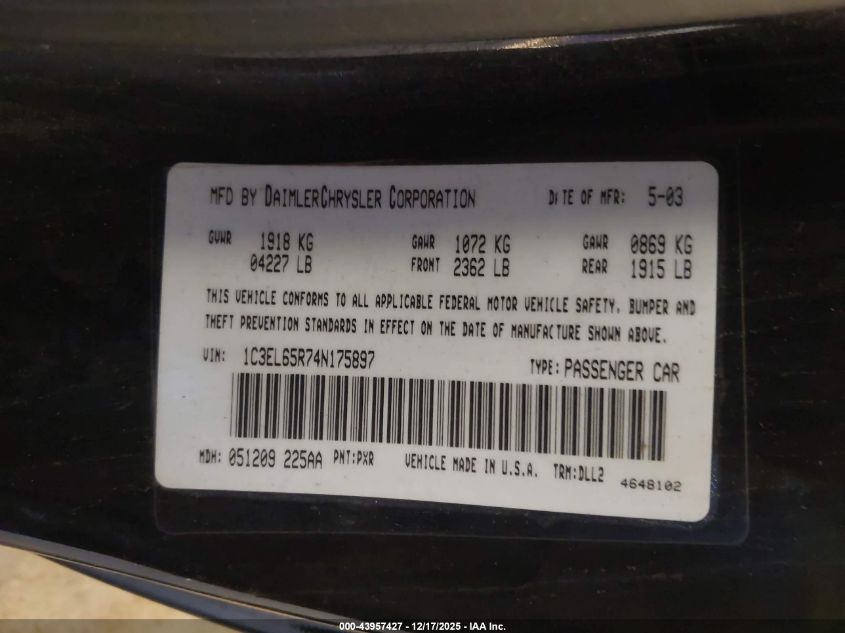 MFD BY DAIMLERCHRYSLER CORPORATION DATE OF MFR: 5-03
GVWR 1918 KG GAWR 1072 KG GAWR 0869 KG
04227 LB FRONT 2362 LB REAR 1915 LB
THIS VEHICLE CONFORMS TO ALL APPLICABLE FEDERAL MOTOR VEHICLE SAFETY, BUMPER AND
THEFT PREVENTION STANDARDS IN EFFECT ON THE DATE OF MANUFACTURE SHOWN ABOVE.
VIN: 1C3EL65R74N175897 TYPE: PASSENGER CAR
MDH: 051209 225AA PNT:PXR VEHICLE MADE IN U.S.A. TRM:DLL2 4648102
000-43957427 - 12/17/2025 - IAA Inc.